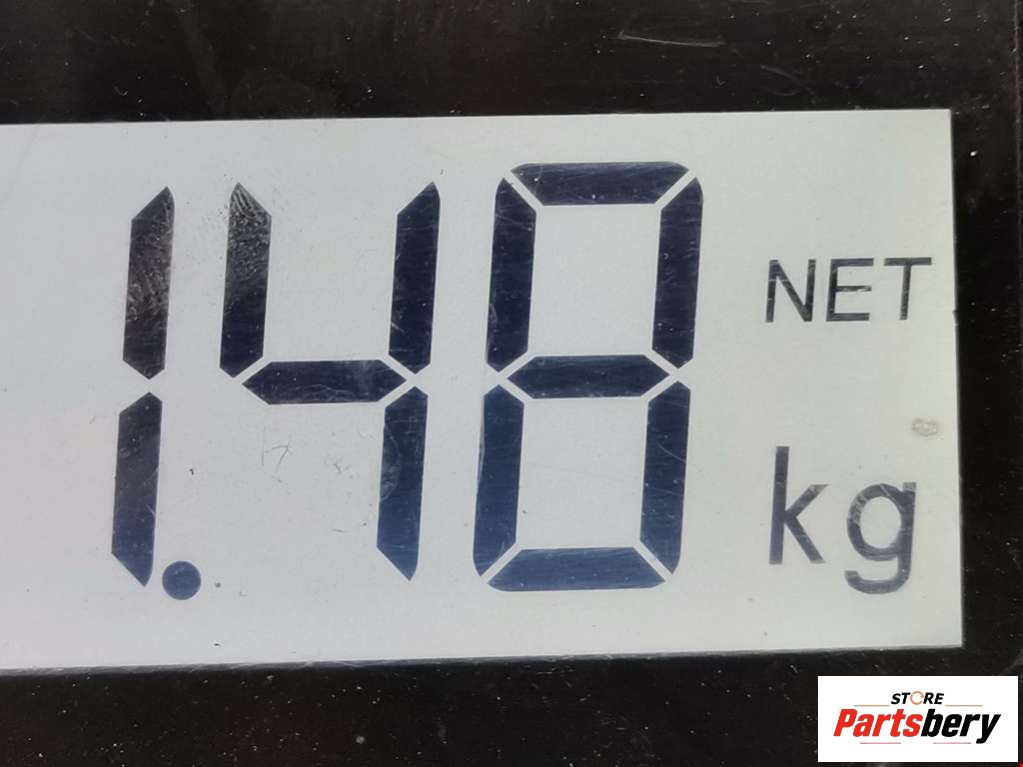 1.48
NET
kg
STORE
Partsbery